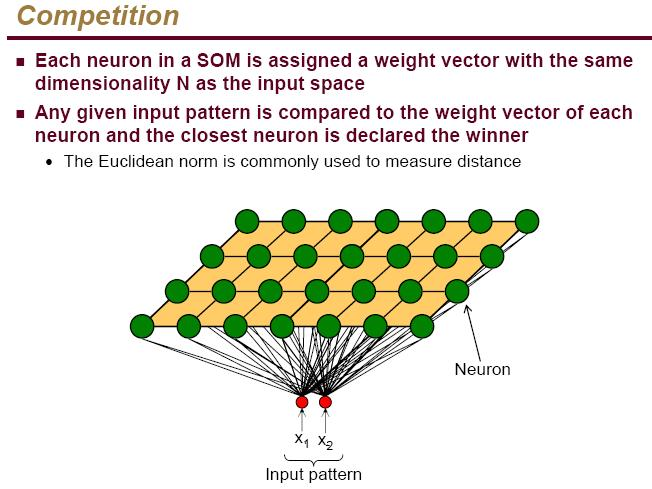 Competition
Each neuron in a SOM is assigned a weight vector with the same
dimensionality N as the input space
Any given input pattern is compared to the weight vector of each
neuron and the closest neuron is declared the winner
The Euclidean norm is commonly used to measure distance
Neuron
x₁ x₂
Input pattern